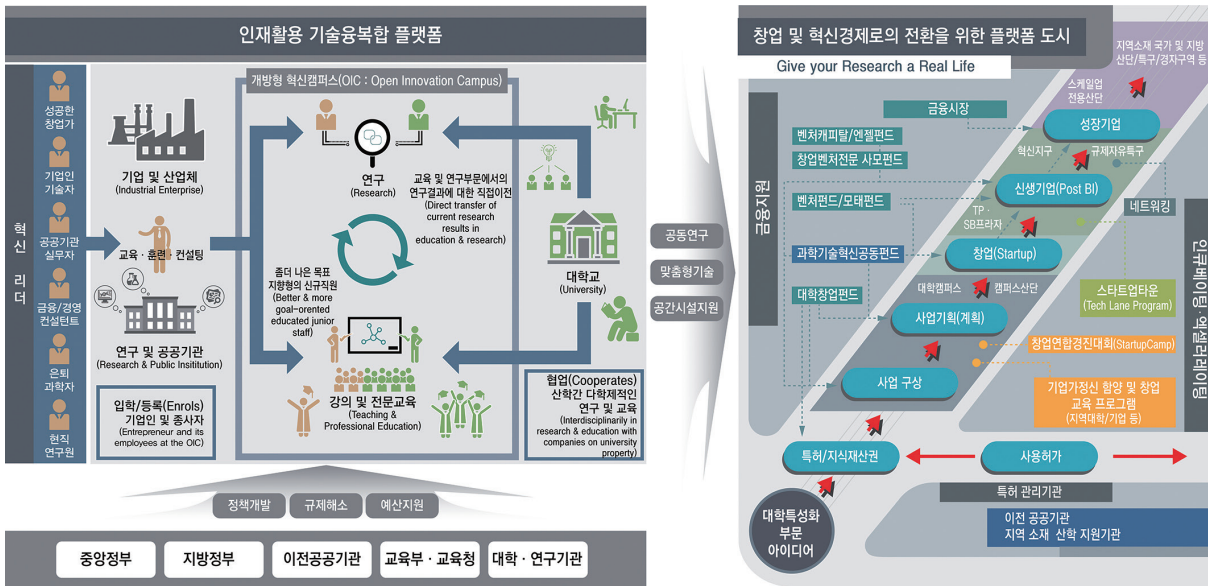 인재활용 기술융복합 플랫폼
혁신 리더
성공한
창업가
기업인
기술자
공공기관
실무자
금융/경영
컨설턴트
은퇴
과학자
현직
연구원
기업 및 산업체
(Industrial Enterprise)
교육·훈련·컨설팅
연구 및 공공기관
(Research & Public Insititution)
입학/등록(Enrols)
기업인 및 종사자
(Entrepreneur and its
employees at the OIC)
개방형 혁신캠퍼스(OIC : Open Innovation Campus)
연구
(Research)
교육 및 연구부문에서의
연구결과에 대한 직접이전
(Direct transfer of
current research
results in
education & research)
좀더 나은 목표
지향형의 신규직원
(Better & more
goal-orented
educated junior
staff)
강의 및 전문교육
(Teaching &
Professional Education)
대학교
(University)
협업(Cooperates)
산학간 다학제적인
연구 및 교육
(Interdisciplinarily in
research & education with
companies on university
property)
정책개발
규제해소
예산지원
중앙정부
지방정부
이전공공기관
교육부·교육청
대학·연구기관
공동연구
맞춤형기술
공간시설지원
창업 및 혁신경제로의 전환을 위한 플랫폼 도시
Give your Research a Real Life
지역소재 국가 및 지방
산단/특구/경자구역 등
스케일업
전용산단
금융지원
금융시장
성장기업
벤처캐피탈/엔젤펀드
혁신지구
규제자유특구
창업벤처전문 사모펀드
신생기업(Post BI)
벤처펀드/모태펀드
네트워킹
TP·
SB프라자
과학기술혁신공동펀드
창업(Startup)
대학창업펀드
대학캠퍼스
캠퍼스산단
스타트업타운
(Tech Lane Program)
사업기획(계획)
창업연합경진대회(StartupCamp)
사업 구상
기업가정신 함양 및 창업
교육 프로그램
(지역대학/기업 등)
인큐베이팅·엑셀러레이팅
특허/지식재산권
사용허가
특허 관리기관
이전 공공기관
지역 소재 산학 지원기관
대학특성화
부문
아이디어